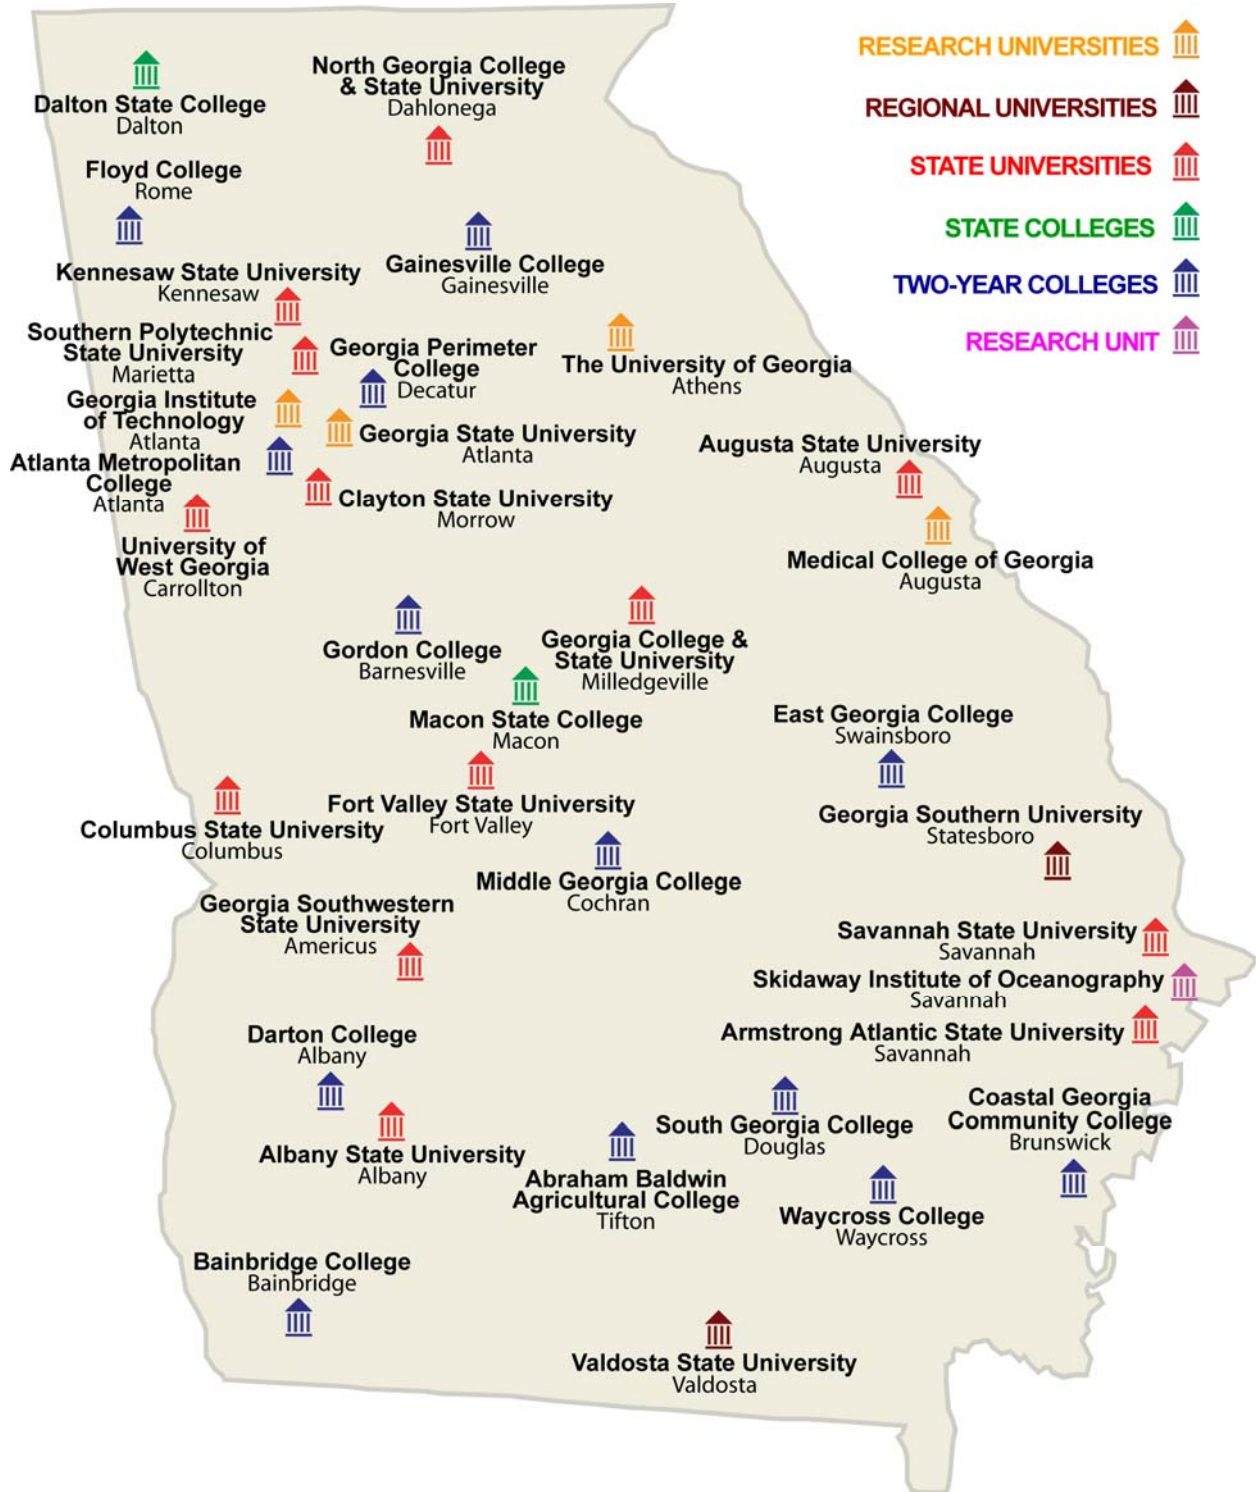 RESEARCH UNIVERSITIES
REGIONAL UNIVERSITIES
STATE UNIVERSITIES
STATE COLLEGES
TWO-YEAR COLLEGES
RESEARCH UNIT
Dalton State College
Dalton
North Georgia College
& State University
Dahlonega
Floyd College
Rome
Gainesville College
Gainesville
Kennesaw State University
Kennesaw
Southern Polytechnic
State University
Marietta
Georgia Perimeter
College
Decatur
The University of Georgia
Athens
Georgia Institute
of Technology
Atlanta
Georgia State University
Atlanta
Augusta State University
Augusta
Atlanta Metropolitan
College
Atlanta
Clayton State University
Morrow
University of
West Georgia
Carrollton
Medical College of Georgia
Augusta
Gordon College
Barnesville
Georgia College &
State University
Milledgeville
Macon State College
Macon
East Georgia College
Swainsboro
Fort Valley State University
Fort Valley
Georgia Southern University
Statesboro
Columbus State University
Columbus
Middle Georgia College
Cochran
Georgia Southwestern
State University
Americus
Savannah State University
Savannah
Skidaway Institute of Oceanography
Savannah
Armstrong Atlantic State University
Savannah
Darton College
Albany
Coastal Georgia
Community College
Brunswick
South Georgia College
Douglas
Albany State University
Albany
Abraham Baldwin
Agricultural College
Tifton
Waycross College
Waycross
Bainbridge College
Bainbridge
Valdosta State University
Valdosta